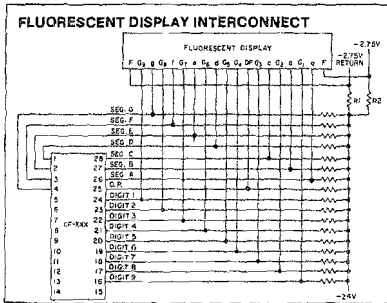 FLUORESCENT DISPLAY INTERCONNECT
-2.75V
FLUORESCENT DISPLAY
-2.75V
RETURN
F G9 g G8 f G7 e G6 d G5 G4 DP G3 c G2 b G1 a F
R1 R2
SEG. G
SEG. F
SEG. E
SEG. D
1 28 SEG. C
2 27 SEG. B
3 26 SEG. A
4 25 D.P.
5 24 DIGIT 1
6 23 DIGIT 2
7 22 DIGIT 3
CF-XXX
8 21 DIGIT 4
9 20 DIGIT 5
10 19 DIGIT 6
11 18 DIGIT 7
12 17 DIGIT 8
13 16 DIGIT 9
14 15
-24V